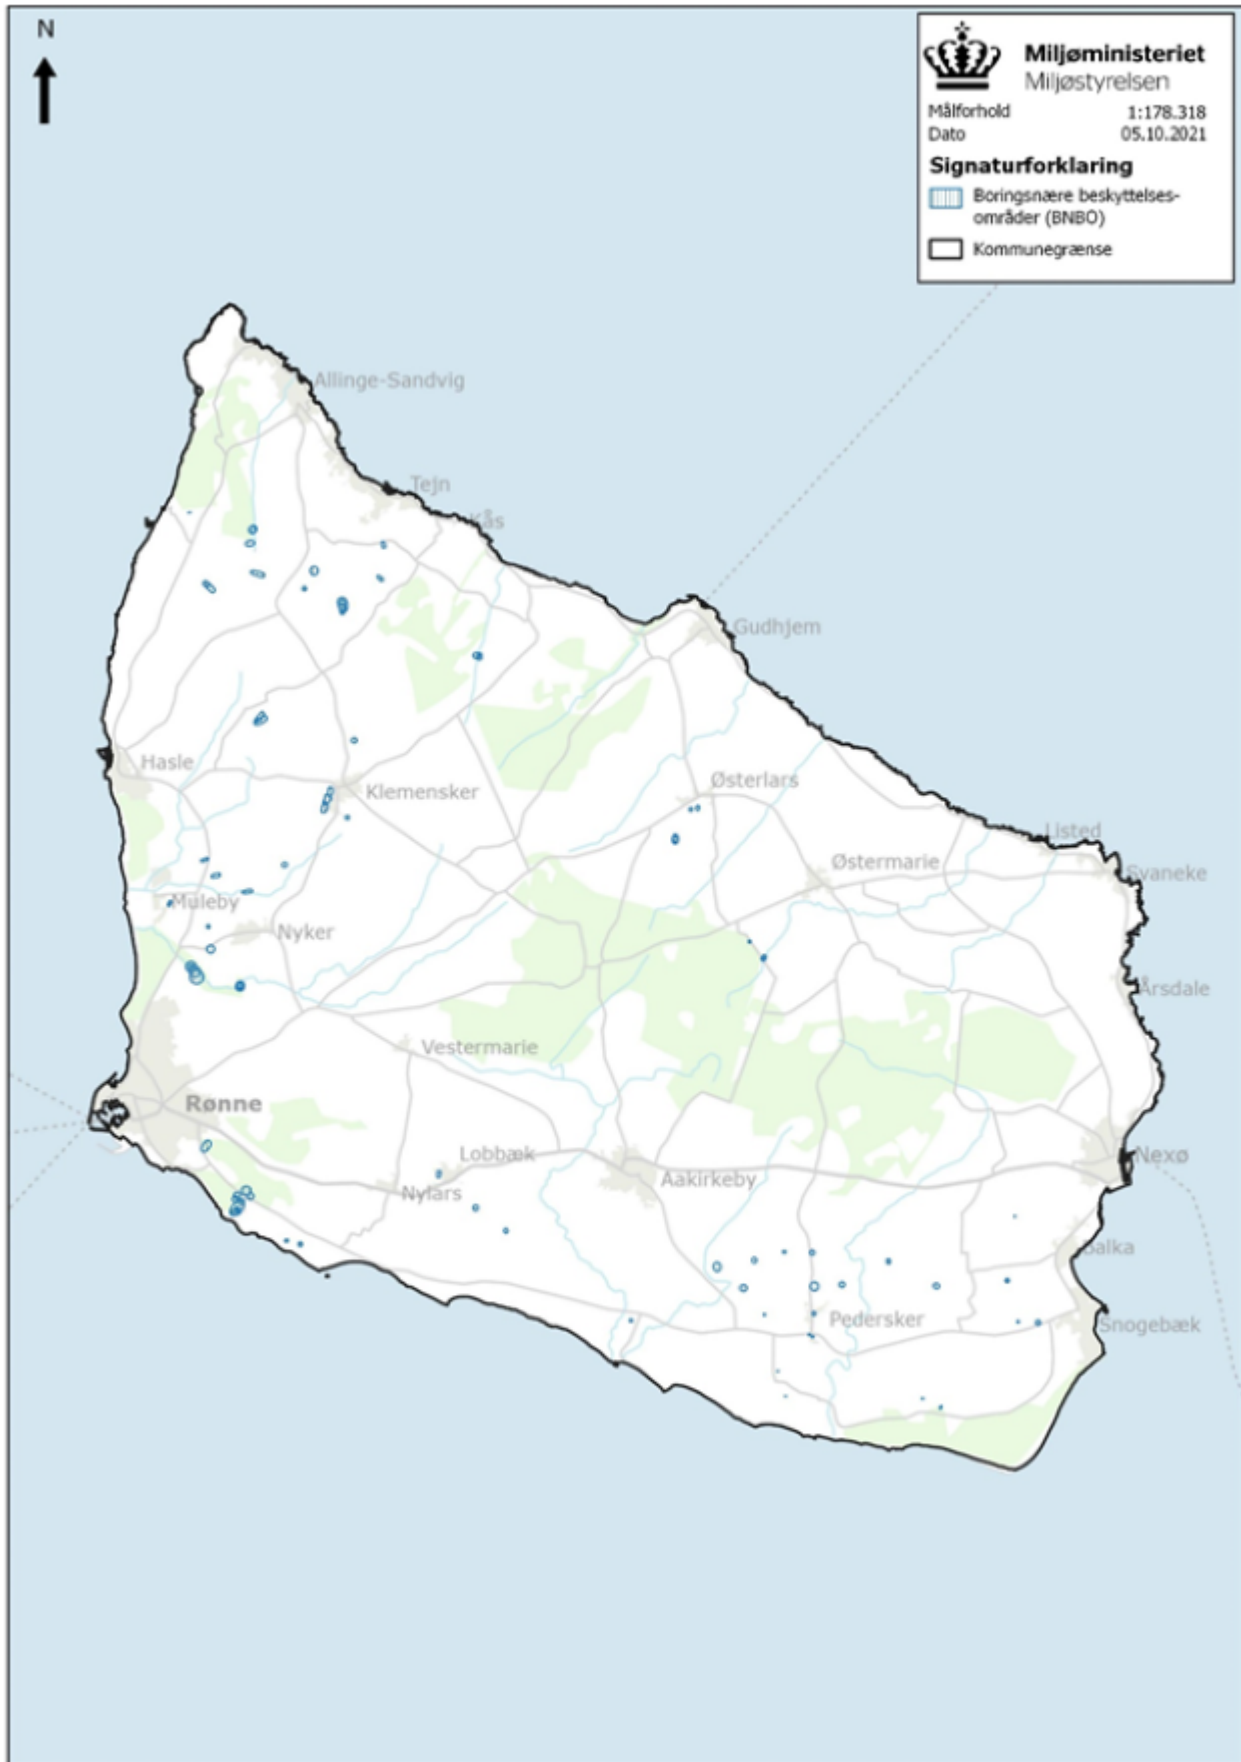 N
Miljøministeriet
Miljøstyrelsen
Målforhold 1:178.318
Dato 05.10.2021
Signaturforklaring
Boringsnære beskyttelses-
områder (BNBO)
Kommunegrænse
Allinge-Sandvig
Tejn
Kås
Gudhjem
Hasle
Klemensker
Østerlars
Listed
Østermarie
Svaneke
Muleby
Nyker
Årsdale
Vestermarie
Rønne
Lobbæk
Nexø
Aakirkeby
Nylars
Balka
Pedersker
Snogebæk